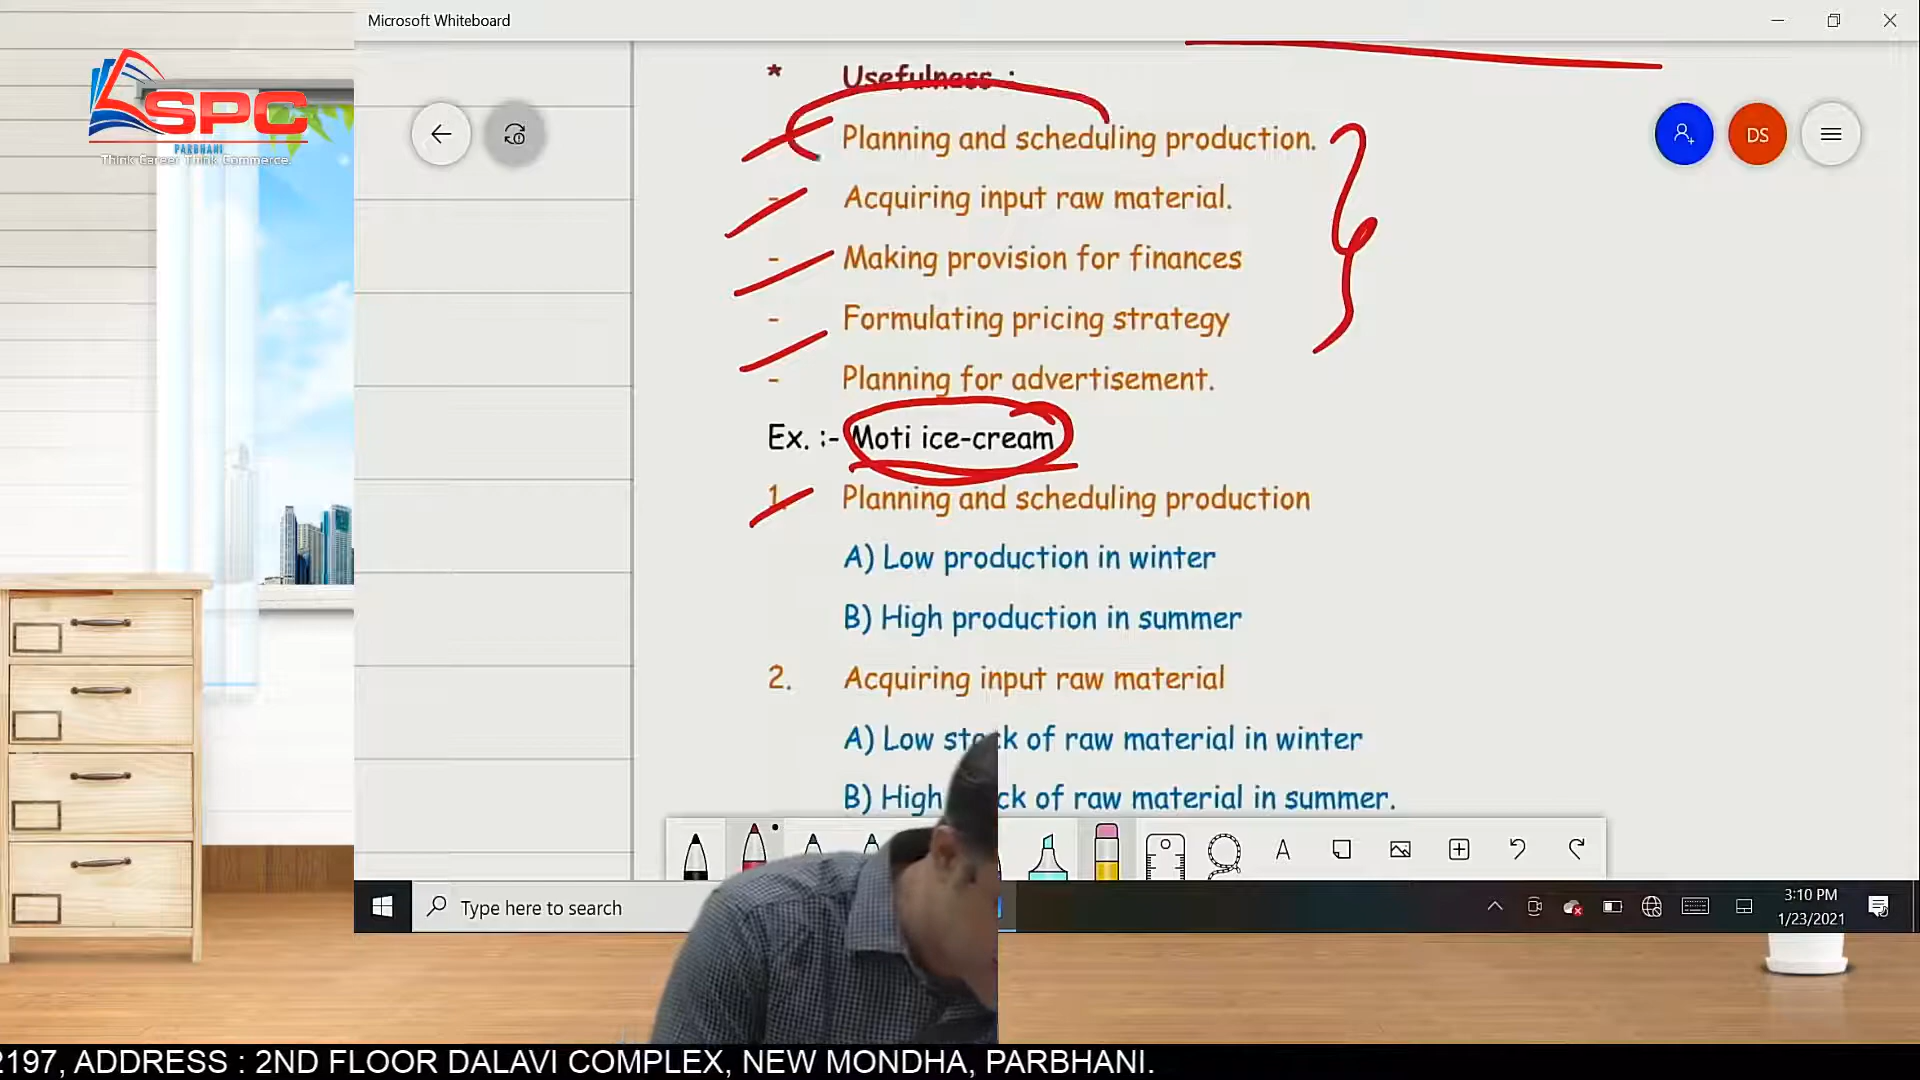 Microsoft Whiteboard
SPC
PARBHANI
Think Career Think Commerce.
DS
* Usefulness :
Planning and scheduling production.
- Acquiring input raw material.
- Making provision for finances
- Formulating pricing strategy
- Planning for advertisement.
Ex. :- Moti ice-cream
1. Planning and scheduling production
A) Low production in winter
B) High production in summer
2. Acquiring input raw material
A) Low stock of raw material in winter
B) High ck of raw material in summer.
A
Type here to search
3:10 PM
1/23/2021
2197, ADDRESS : 2ND FLOOR DALAVI COMPLEX, NEW MONDHA, PARBHANI.